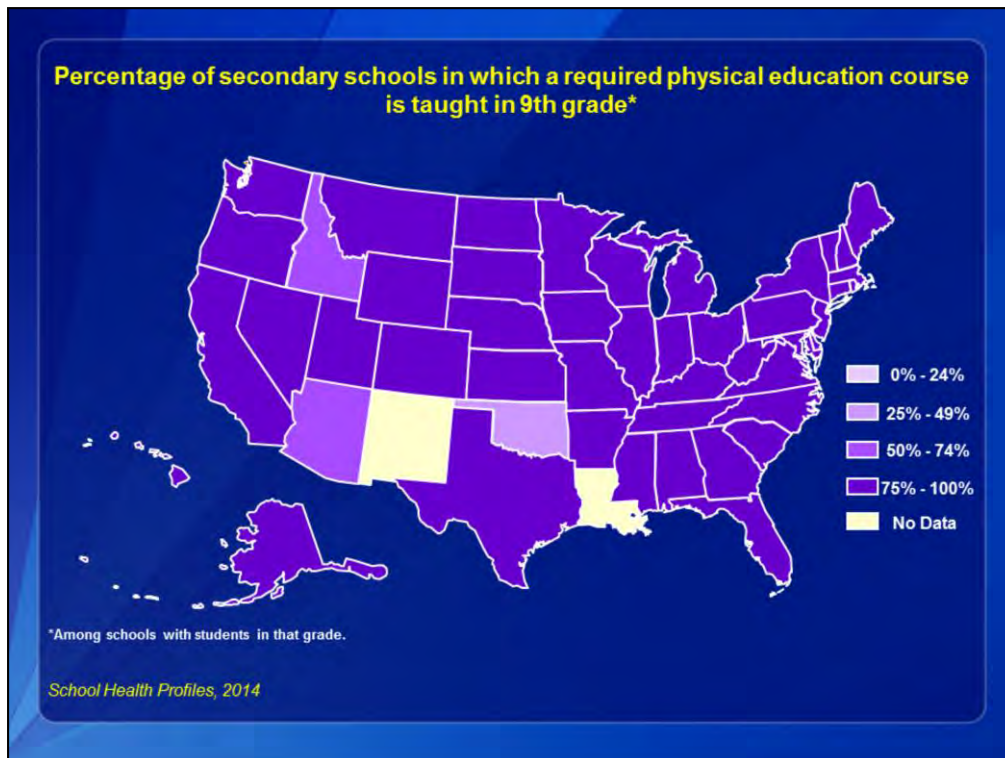 Percentage of secondary schools in which a required physical education course
is taught in 9th grade*
0% - 24%
25% - 49%
50% - 74%
75% - 100%
No Data
*Among schools with students in that grade.
School Health Profiles, 2014